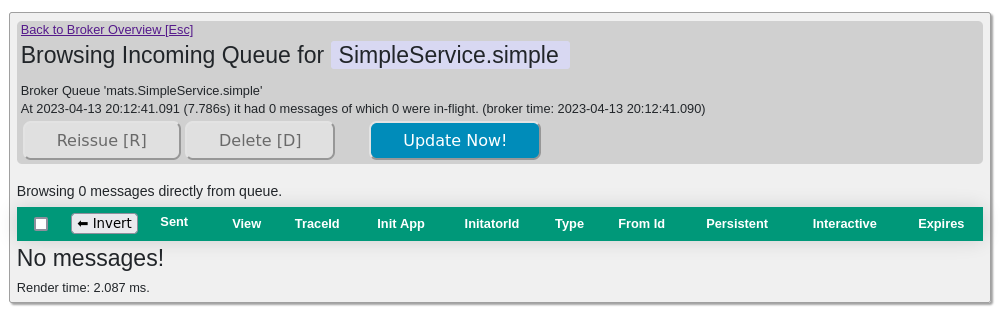 Back to Broker Overview [Esc]
Browsing Incoming Queue for SimpleService.simple
Broker Queue 'mats.SimpleService.simple'
At 2023-04-13 20:12:41.091 (7.786s) it had 0 messages of which 0 were in-flight. (broker time: 2023-04-13 20:12:41.090)
Reissue [R] Delete [D] Update Now!
Browsing 0 messages directly from queue.
⬅ Invert Sent View TraceId Init App InitatorId Type From Id Persistent Interactive Expires
No messages!
Render time: 2.087 ms.